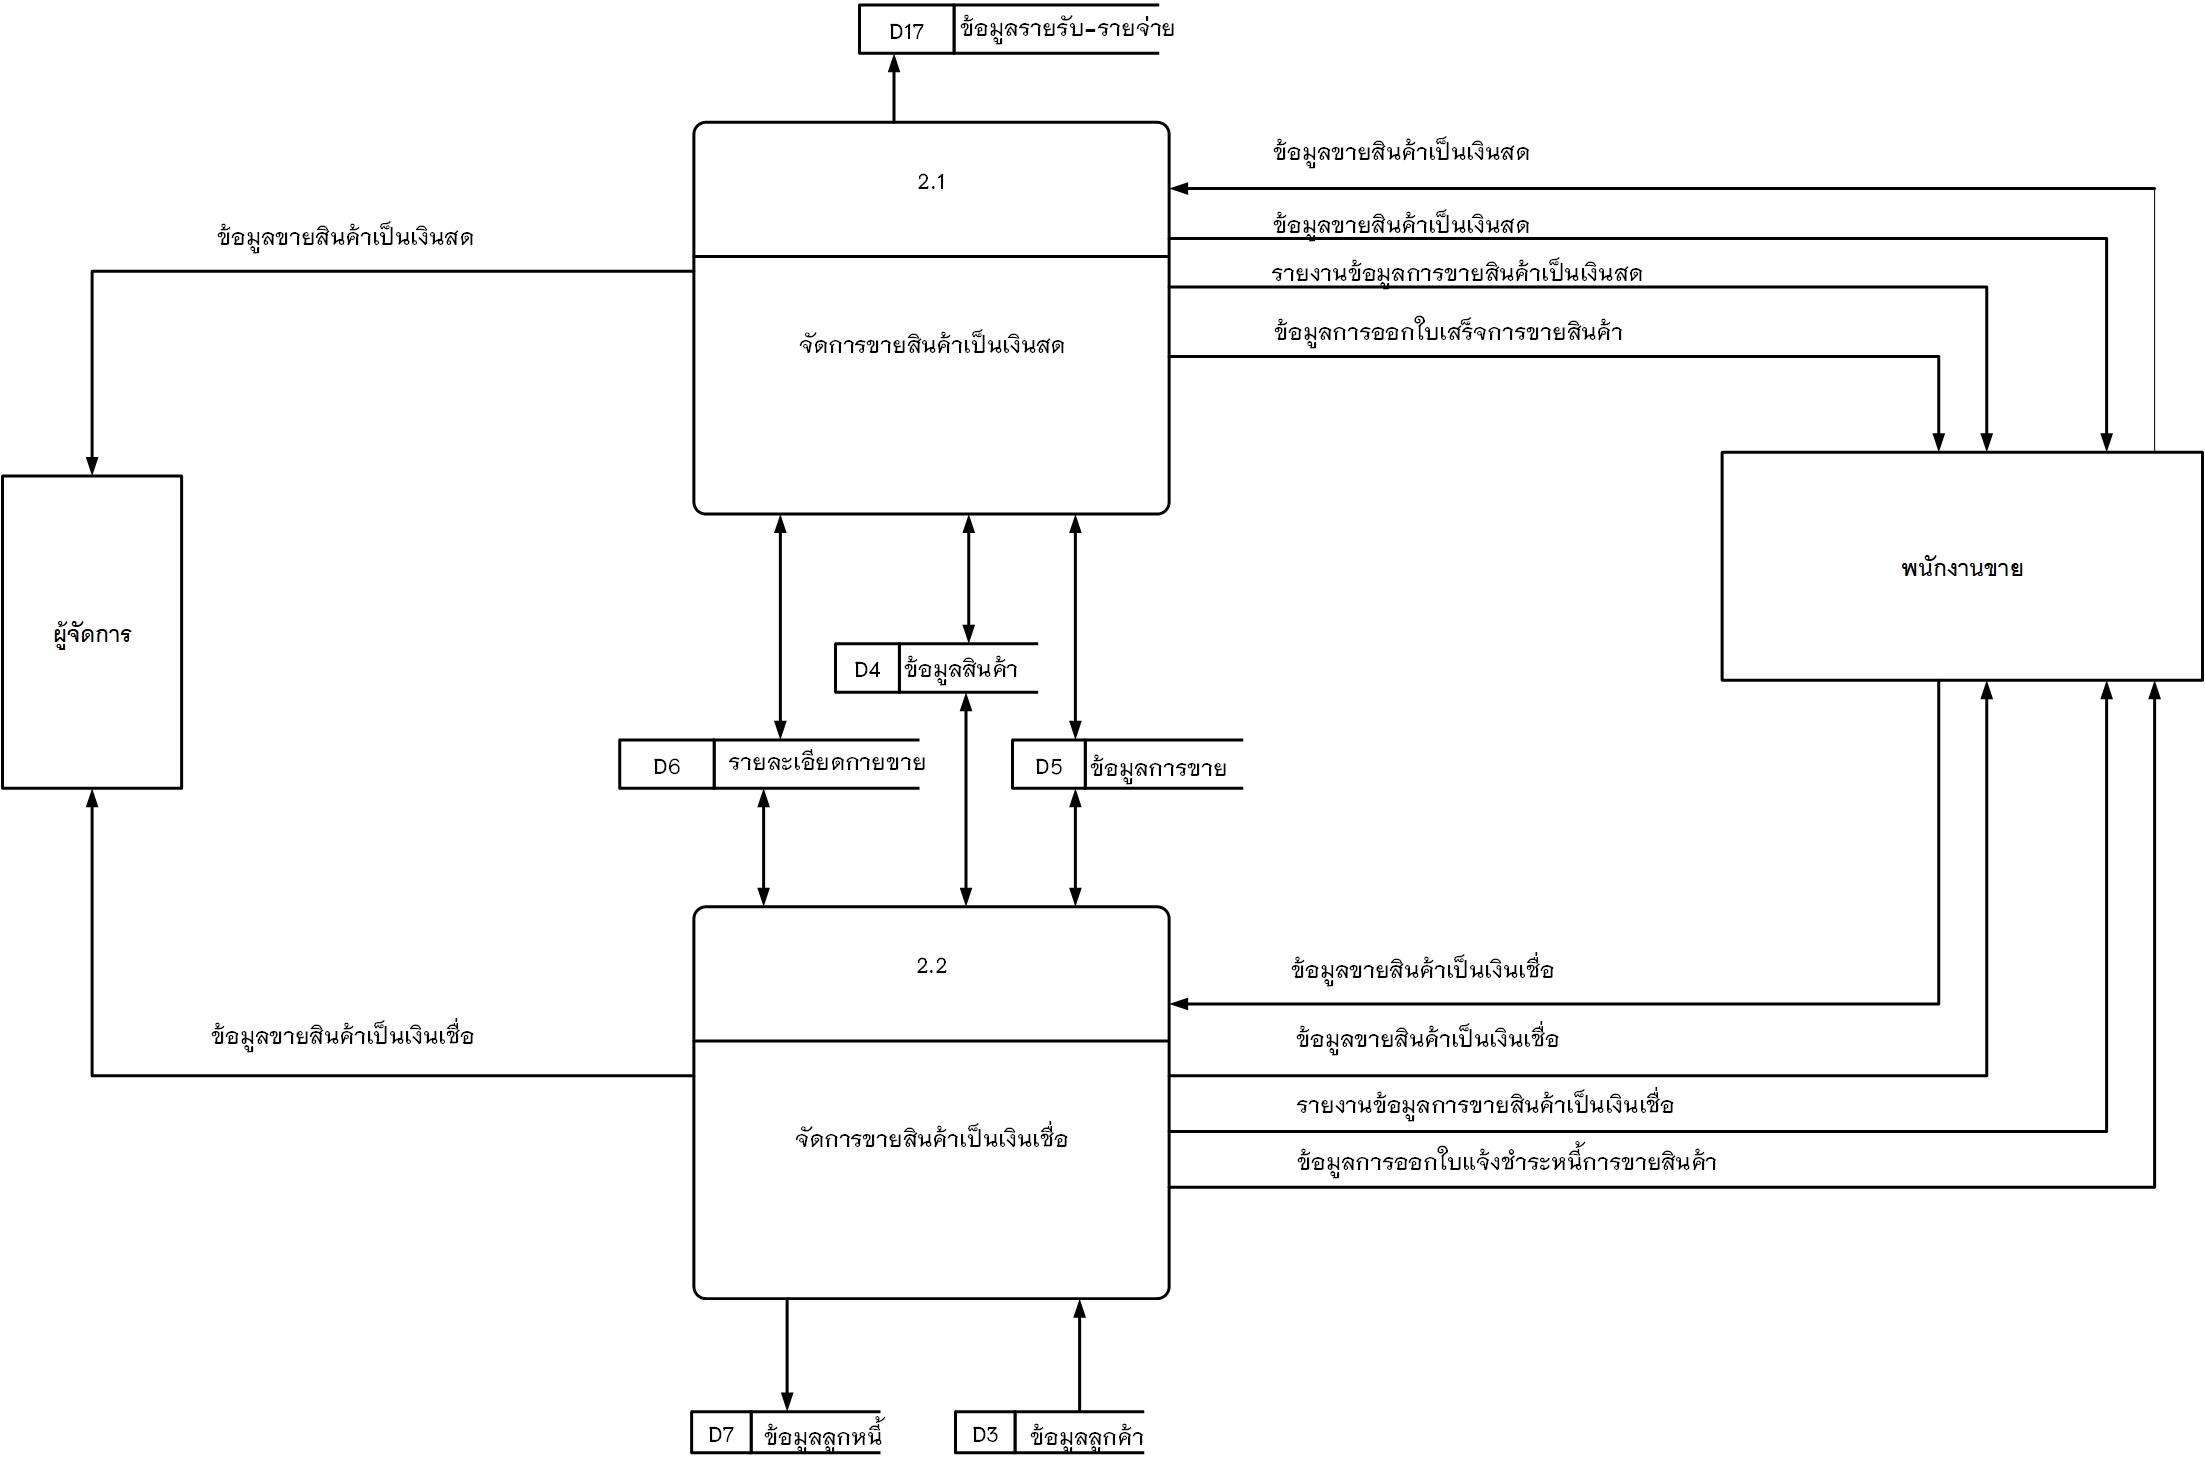 D17 ข้อมูลรายรับ-รายจ่าย
2.1
ข้อมูลขายสินค้าเป็นเงินสด
ข้อมูลขายสินค้าเป็นเงินสด
ข้อมูลขายสินค้าเป็นเงินสด
รายงานข้อมูลการขายสินค้าเป็นเงินสด
ข้อมูลการออกใบเสร็จการขายสินค้า
จัดการขายสินค้าเป็นเงินสด
พนักงานขาย
ผู้จัดการ
D4 ข้อมูลสินค้า
D6 รายละเอียดกายขาย
D5 ข้อมูลการขาย
2.2
ข้อมูลขายสินค้าเป็นเงินเชื่อ
ข้อมูลขายสินค้าเป็นเงินเชื่อ
ข้อมูลขายสินค้าเป็นเงินเชื่อ
รายงานข้อมูลการขายสินค้าเป็นเงินเชื่อ
จัดการขายสินค้าเป็นเงินเชื่อ
ข้อมูลการออกใบแจ้งชำระหนี้การขายสินค้า
D7 ข้อมูลลูกหนี้
D3 ข้อมูลลูกค้า